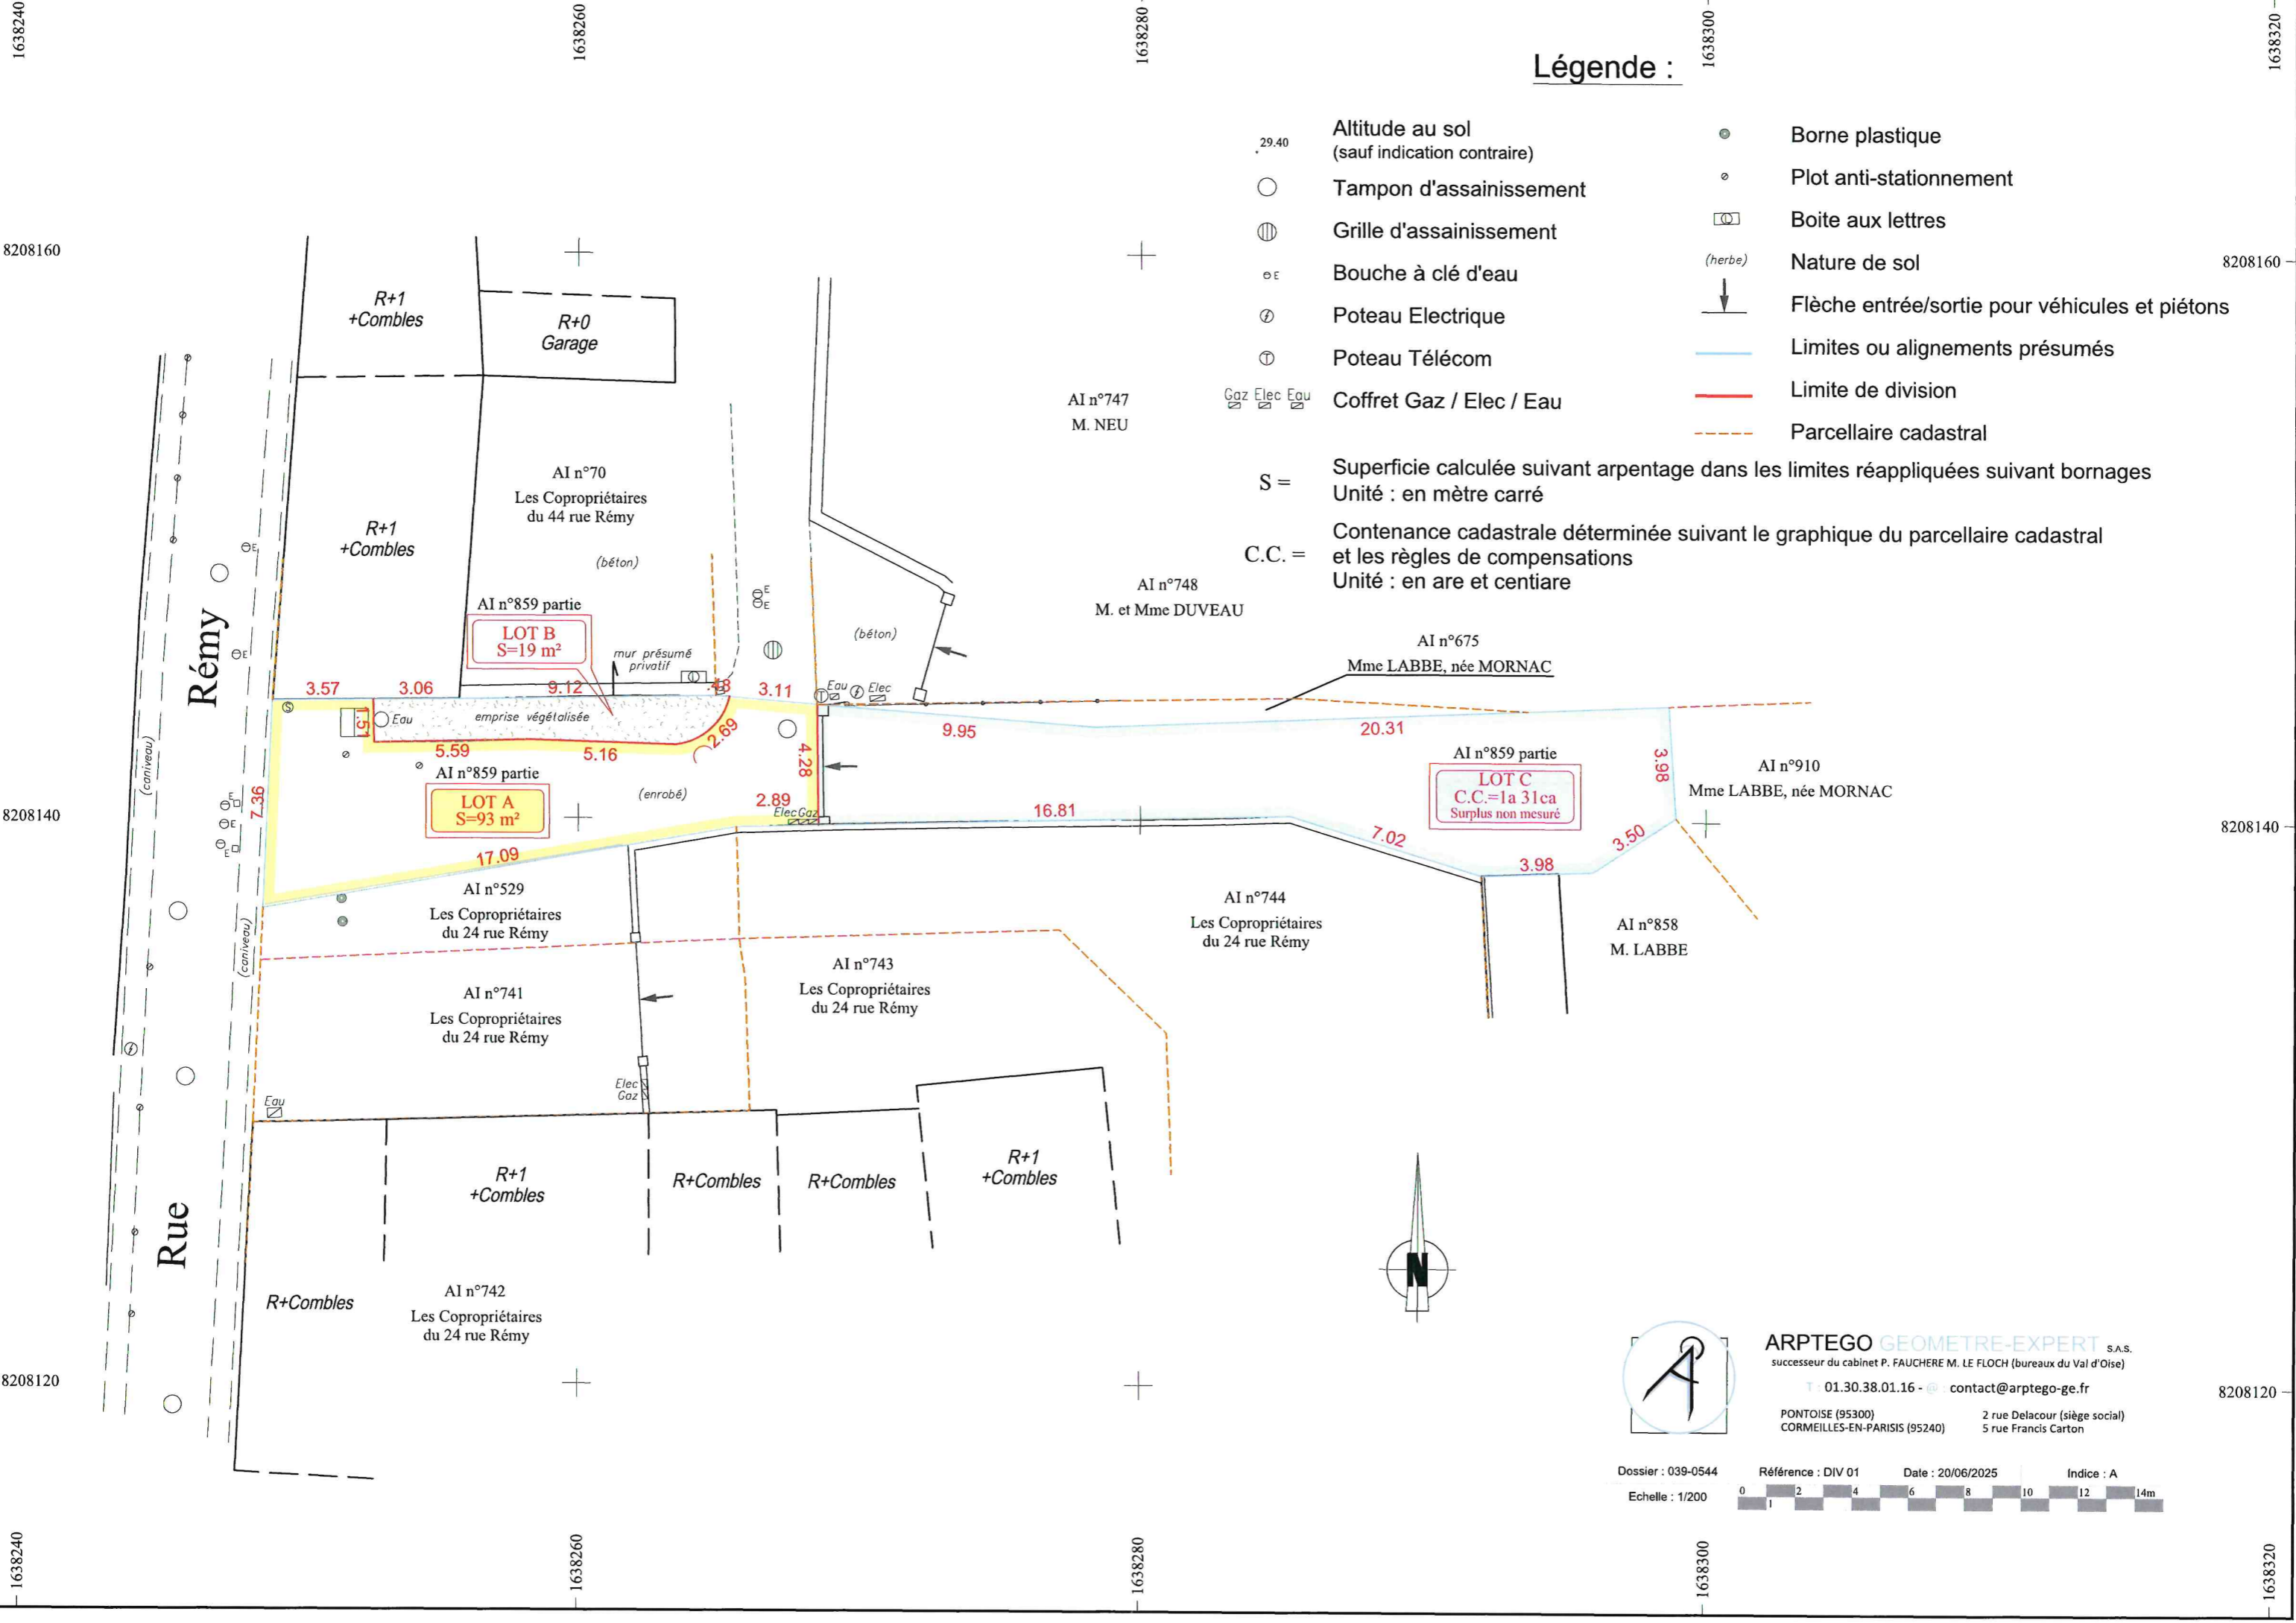 1638240
1638260
1638280
1638300
1638320
Légende :
29.40
Altitude au sol
(sauf indication contraire)
Tampon d'assainissement
Grille d'assainissement
E
Bouche à clé d'eau
Poteau Electrique
T
Poteau Télécom
Gaz Elec Eau
Coffret Gaz / Elec / Eau
Borne plastique
Plot anti-stationnement
Boite aux lettres
(herbe)
Nature de sol
Flèche entrée/sortie pour véhicules et piétons
Limites ou alignements présumés
Limite de division
Parcellaire cadastral
S =
Superficie calculée suivant arpentage dans les limites réappliquées suivant bornages
Unité : en mètre carré
C.C. =
Contenance cadastrale déterminée suivant le graphique du parcellaire cadastral
et les règles de compensations
Unité : en are et centiare
8208160
8208160
R+1
+Combles
R+0
Garage
AI n°747
M. NEU
AI n°70
Les Copropriétaires
du 44 rue Rémy
R+1
+Combles
(béton)
E
E
E
AI n°748
M. et Mme DUVEAU
AI n°859 partie
LOT B
S=19 m²
(béton)
mur présumé
privatif
AI n°675
Mme LABBE, née MORNAC
Rémy
E
3.57
3.06
9.12
.48
3.11
T
Eau
Elec
S
1.51
Eau
emprise végétalisée
2.69
5.59
5.16
4.28
9.95
20.31
3.98
(caniveau)
AI n°859 partie
LOT A
S=93 m²
(enrobé)
2.89
Elec Gaz
7.36
E
E
E
17.09
16.81
AI n°859 partie
LOT C
C.C.=1a 31ca
Surplus non mesuré
7.02
3.98
3.50
AI n°910
Mme LABBE, née MORNAC
8208140
8208140
AI n°529
Les Copropriétaires
du 24 rue Rémy
(caniveau)
AI n°744
Les Copropriétaires
du 24 rue Rémy
AI n°858
M. LABBE
AI n°743
Les Copropriétaires
du 24 rue Rémy
AI n°741
Les Copropriétaires
du 24 rue Rémy
Elec
Gaz
Eau
R+1
+Combles
R+Combles
R+Combles
R+1
+Combles
Rue
R+Combles
AI n°742
Les Copropriétaires
du 24 rue Rémy
N
8208120
8208120
A
ARPTEGO GEOMETRE-EXPERT S.A.S.
successeur du cabinet P. FAUCHERE M. LE FLOCH (bureaux du Val d'Oise)
T : 01.30.38.01.16 - @ : contact@arptego-ge.fr
PONTOISE (95300) 2 rue Delacour (siège social)
CORMEILLES-EN-PARISIS (95240) 5 rue Francis Carton
Dossier : 039-0544 Référence : DIV 01 Date : 20/06/2025 Indice : A
Echelle : 1/200
0 2 4 6 8 10 12 14m
1
1638240
1638260
1638280
1638300
1638320